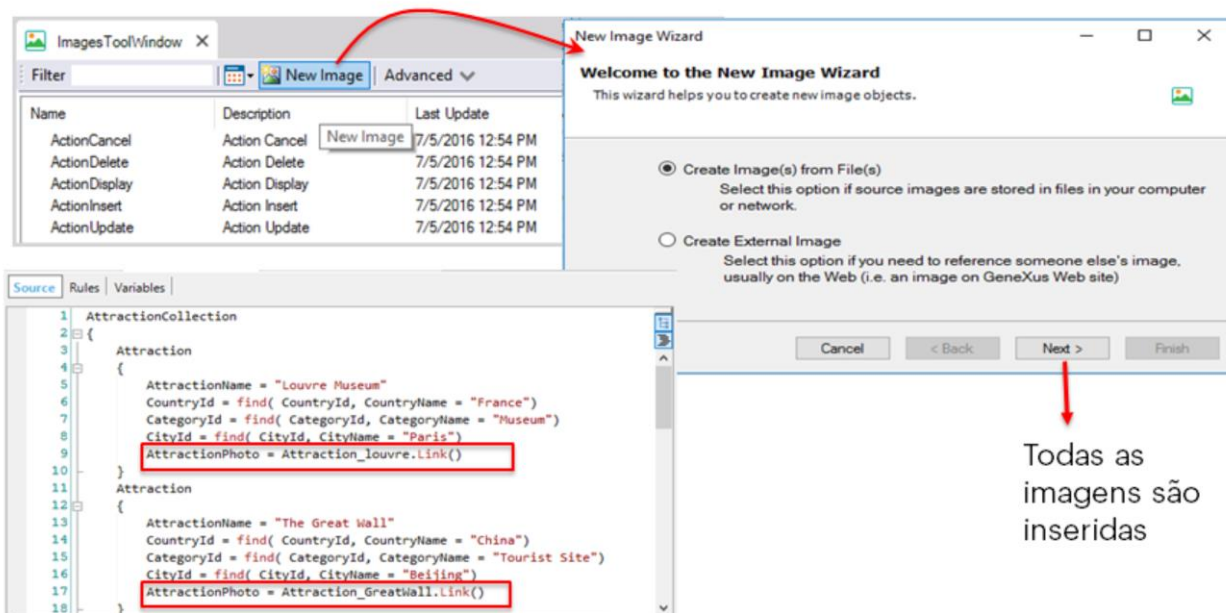 ImagesToolWindow
Filter
New Image
Advanced
Name Description Last Update
ActionCancel Action Cancel 7/5/2016 12:54 PM
New Image
ActionDelete Action Delete 7/5/2016 12:54 PM
ActionDisplay Action Display 7/5/2016 12:54 PM
ActionInsert Action Insert 7/5/2016 12:54 PM
ActionUpdate Action Update 7/5/2016 12:54 PM
New Image Wizard
Welcome to the New Image Wizard
This wizard helps you to create new image objects.
Create Image(s) from File(s)
Select this option if source images are stored in files in your computer
or network.
Create External Image
Select this option if you need to reference someone else's image,
usually on the Web (i.e. an image on GeneXus Web site)
Cancel < Back Next > Finish
Source Rules Variables
1 AttractionCollection
2 {
3 Attraction
4 {
5 AttractionName = "Louvre Museum"
6 CountryId = find( CountryId, CountryName = "France")
7 CategoryId = find( CategoryId, CategoryName = "Museum")
8 CityId = find( CityId, CityName = "Paris")
9 AttractionPhoto = Attraction_louvre.Link()
10 }
11 Attraction
12 {
13 AttractionName = "The Great Wall"
14 CountryId = find( CountryId, CountryName = "China")
15 CategoryId = find( CategoryId, CategoryName = "Tourist Site")
16 CityId = find( CityId, CityName = "Beijing")
17 AttractionPhoto = Attraction_GreatWall.Link()
18 }
Todas as
imagens são
inseridas